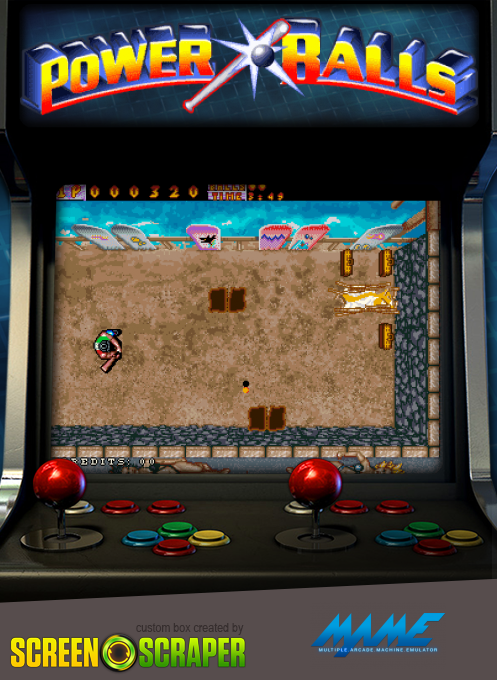 POWER BALLS
1P 000320 TIME 3:49
REDITS: 00
custom box created by
SCREEN SCRAPER
MAME
MULTIPLE ARCADE MACHINE EMULATOR